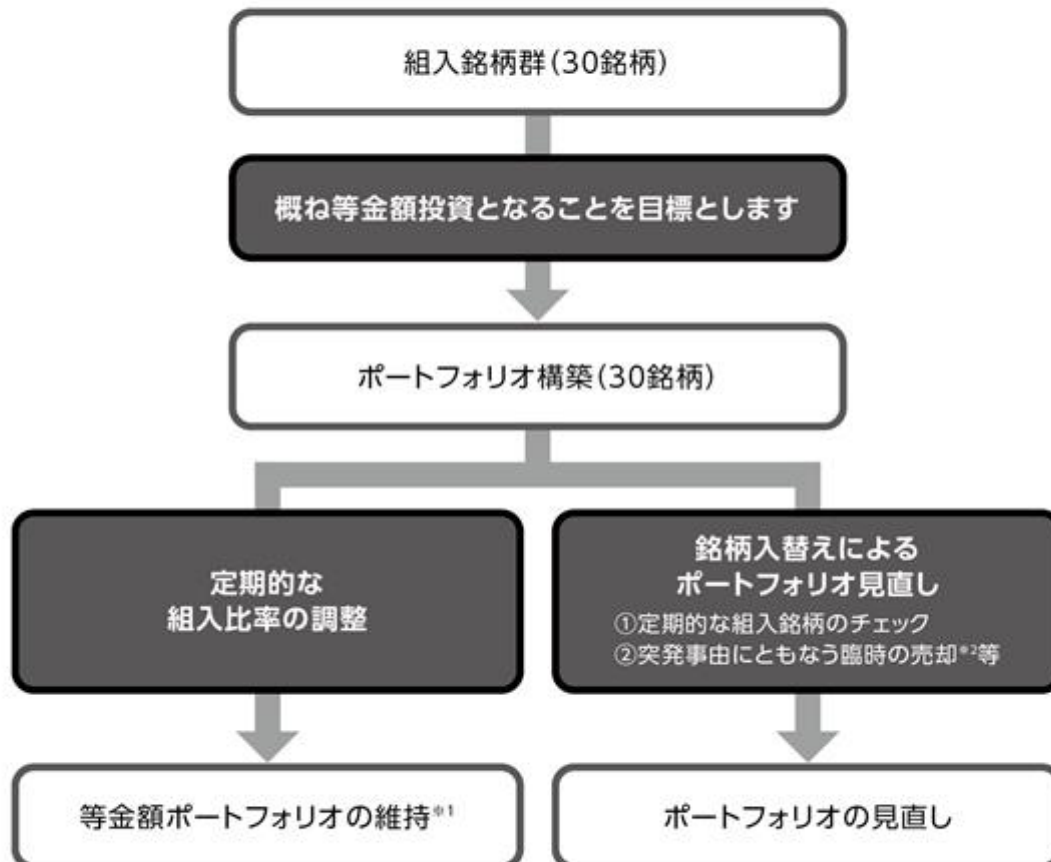 組入銘柄群(30銘柄)
概ね等金額投資となることを目標とします
ポートフォリオ構築(30銘柄)
定期的な
組入比率の調整
銘柄入替えによる
ポートフォリオ見直し
①定期的な組入銘柄のチェック
②突発事由にともなう臨時の売却※2等
等金額ポートフォリオの維持※1
ポートフォリオの見直し